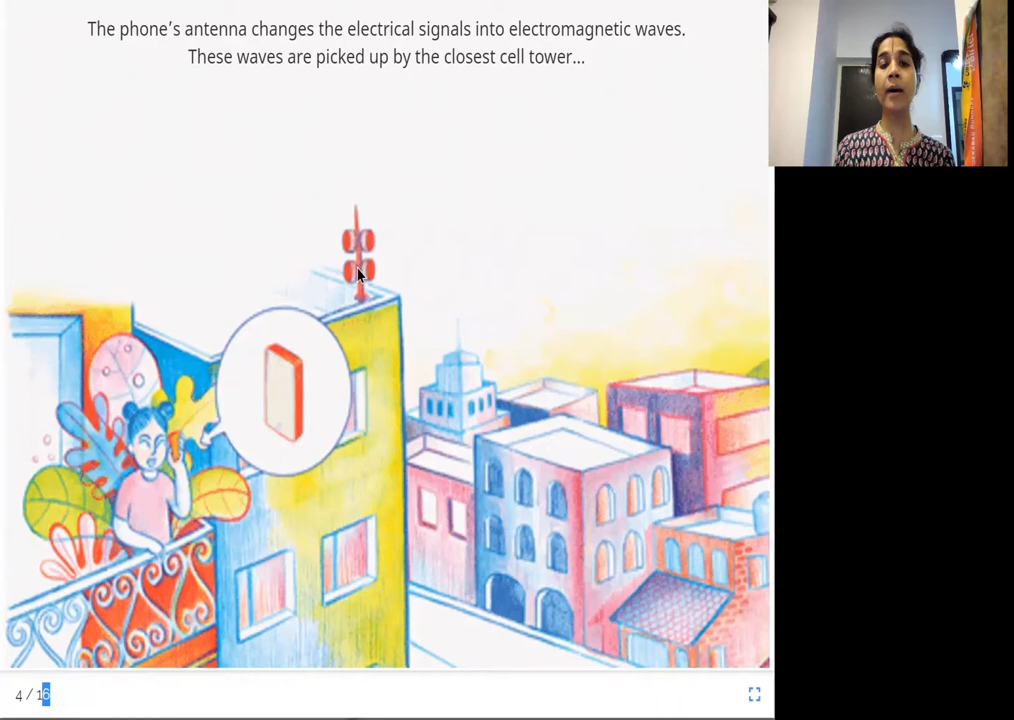 The phone’s antenna changes the electrical signals into electromagnetic waves.
These waves are picked up by the closest cell tower...
4 / 16